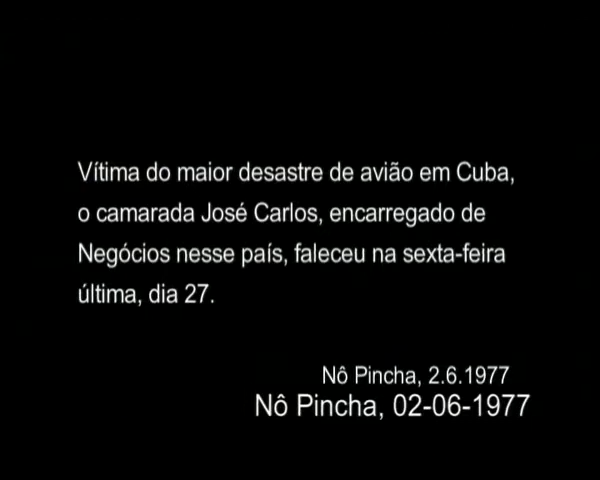 Vítima do maior desastre de avião em Cuba,
o camarada José Carlos, encarregado de
Negócios nesse país, faleceu na sexta-feira
última, dia 27.
Nô Pincha, 2.6.1977
Nô Pincha, 02-06-1977